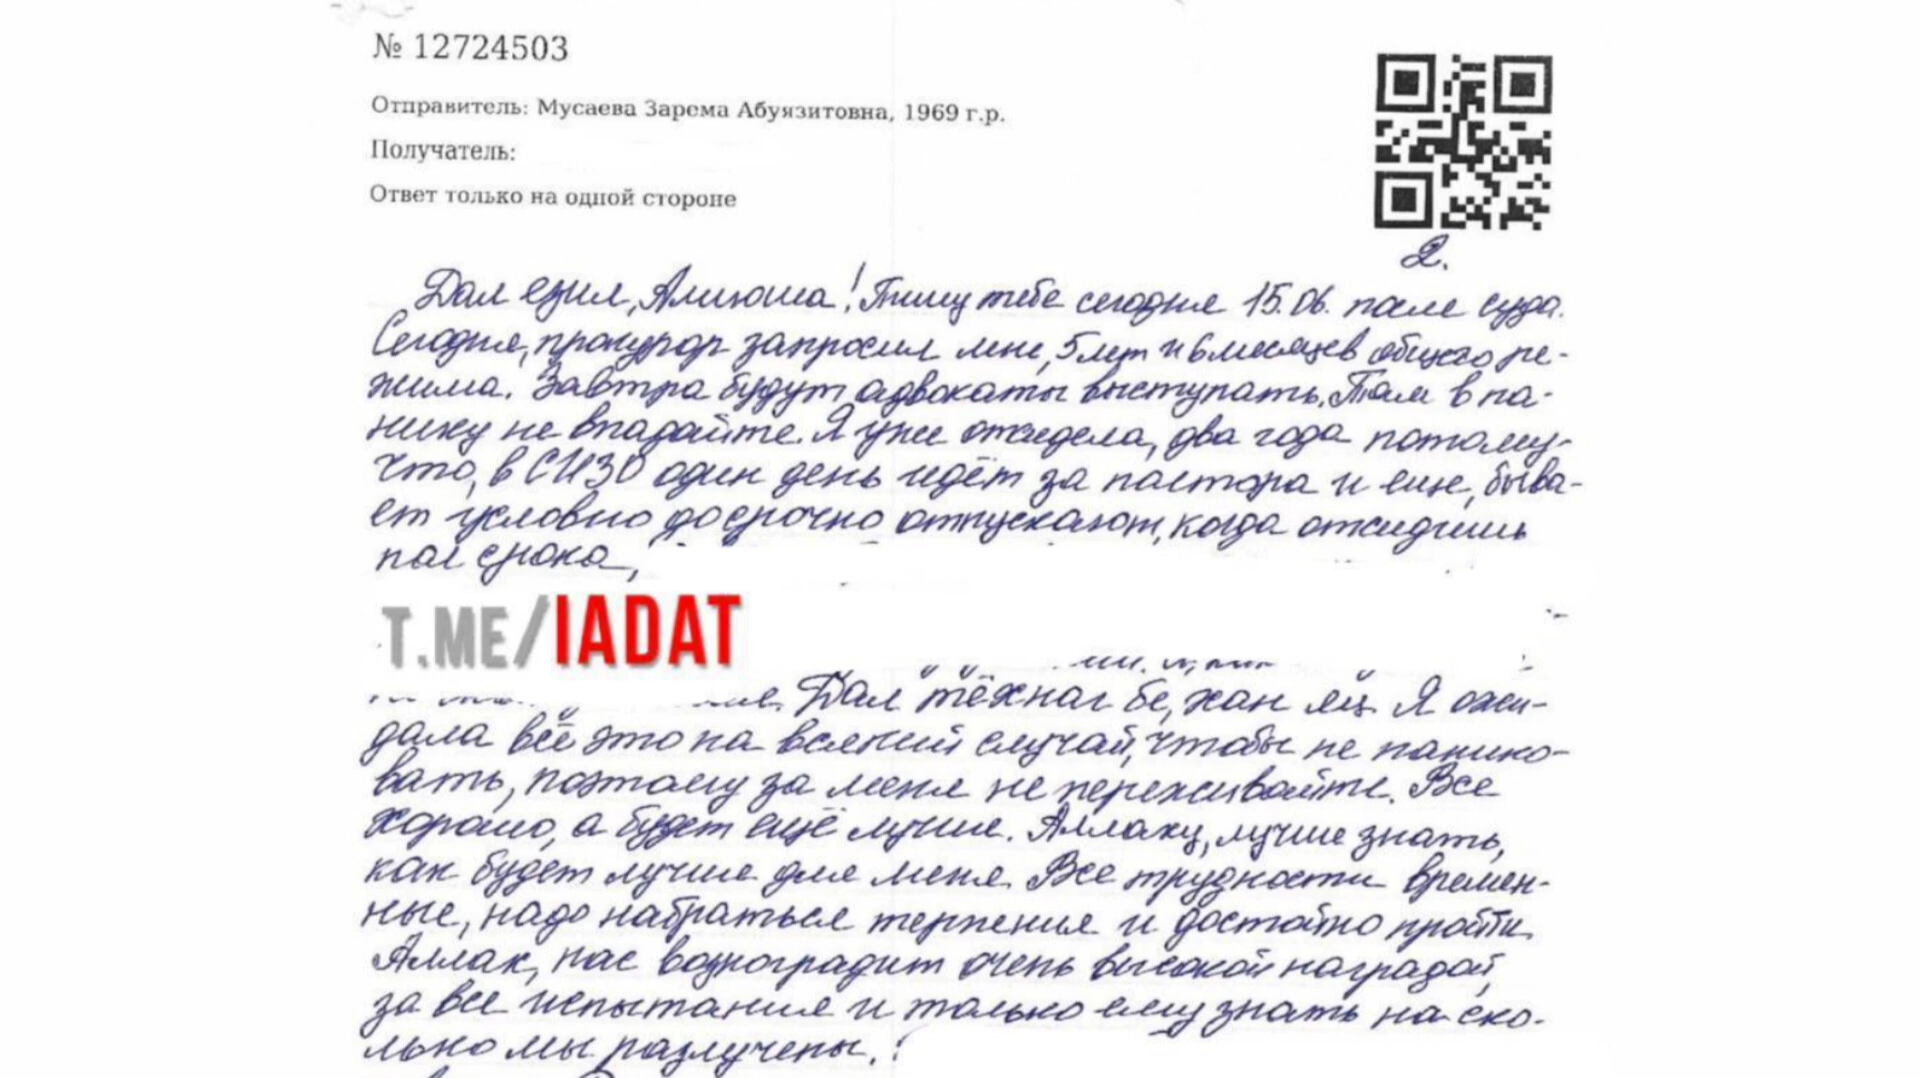 № 12724503
Отправитель: Мусаева Зарема Абуязитовна, 1969 г.р.
Получатель:
Ответ только на одной стороне
2.
Дал езил, Алиюша! Пишу тебе сегодня 15.06. после суда.
Сегодня, прокурор запросил мне, 5 лет и 6 месяцев общего ре-
жима. Завтра будут адвокаты выступать. Там в па-
нику не впадайте. Я уже отсидела, два года потому-
что, в СИЗО один день идёт за полтора и еще, быва-
ет условно досрочно отпускают, когда отсидишь
пол срока,
T.ME/IADAT
Дал тёхнаг бе, хан яц. Я ожи-
дала всё это на всякий случай, чтобы не панико-
вать, поэтому за меня не переживайте. Все
хорошо, а будет ещё лучше. Аллаху, лучше знать,
как будет лучше для меня. Все трудности времен-
ные, надо набраться терпения и достойно пройти.
Аллах, нас возноградит очень высокой наградой,
за все испытания и только ему знать на ско-
лько мы разлучены.